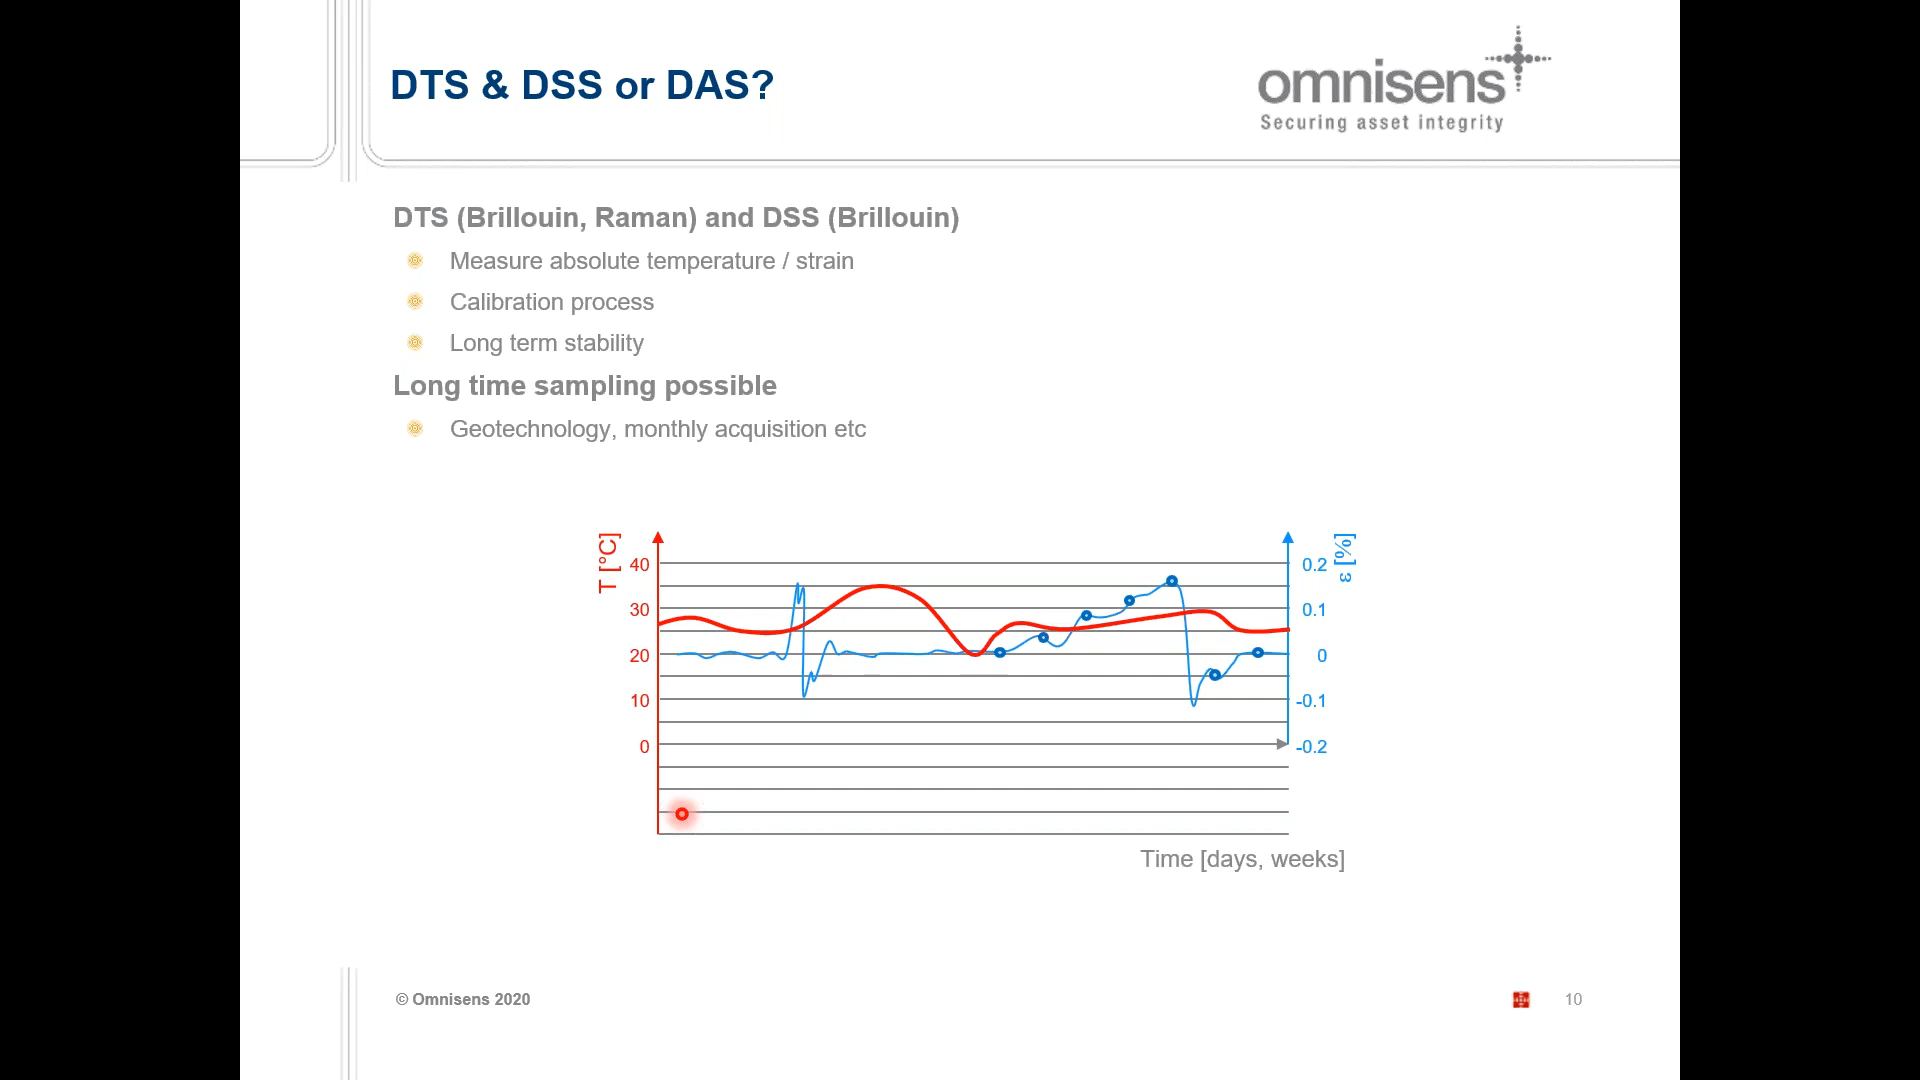 DTS & DSS or DAS?
omnisens
Securing asset integrity
DTS (Brillouin, Raman) and DSS (Brillouin)
Measure absolute temperature / strain
Calibration process
Long term stability
Long time sampling possible
Geotechnology, monthly acquisition etc
T [°C]
40
30
20
10
0
ε [%]
0.2
0.1
0
-0.1
-0.2
Time [days, weeks]
© Omnisens 2020
10